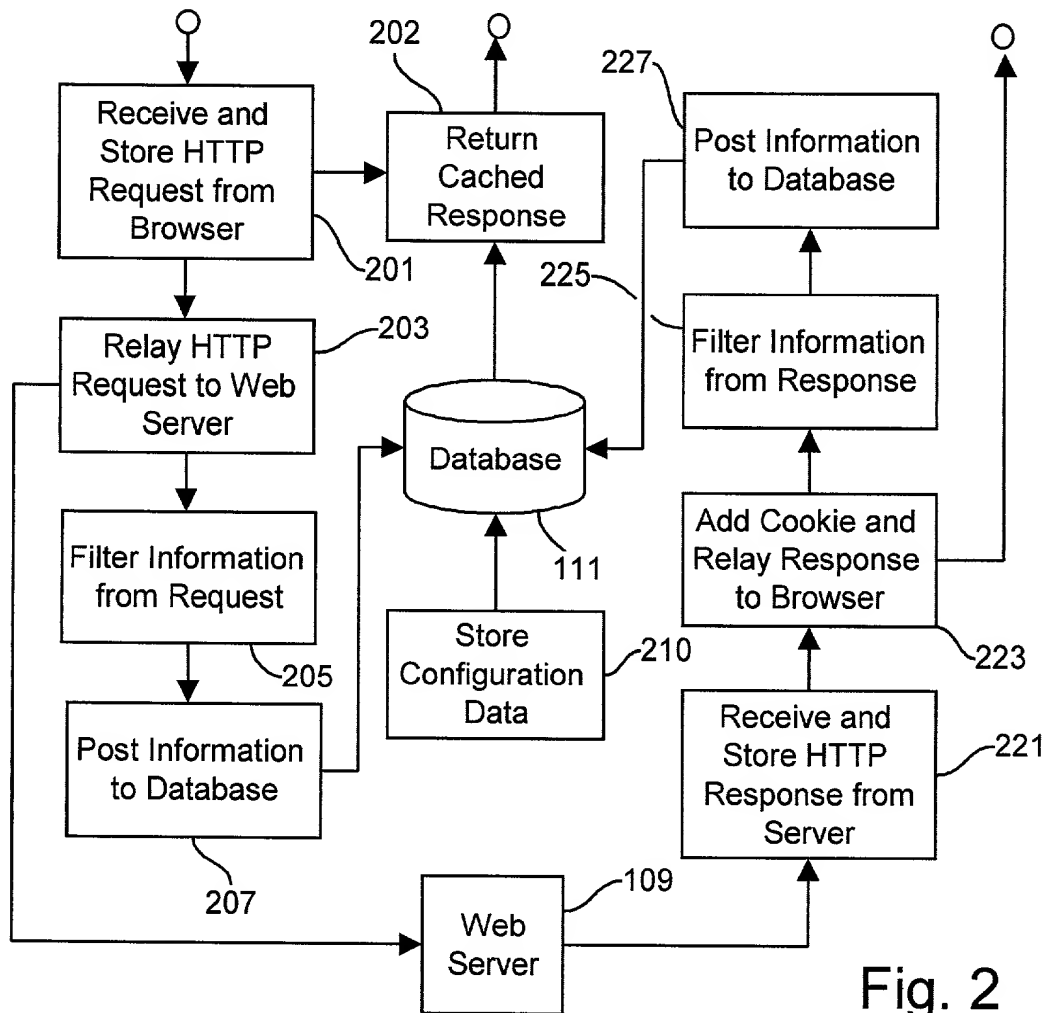 202
227
Receive and
Store HTTP
Request from
Browser
Return
Cached
Response
Post Information
to Database
201
225
203
Relay HTTP
Request to Web
Server
Filter Information
from Response
Database
Filter Information
from Request
Add Cookie and
Relay Response
to Browser
111
205
Store
Configuration
Data
210
223
Post Information
to Database
Receive and
Store HTTP
Response from
Server
221
207
109
Web
Server
Fig. 2